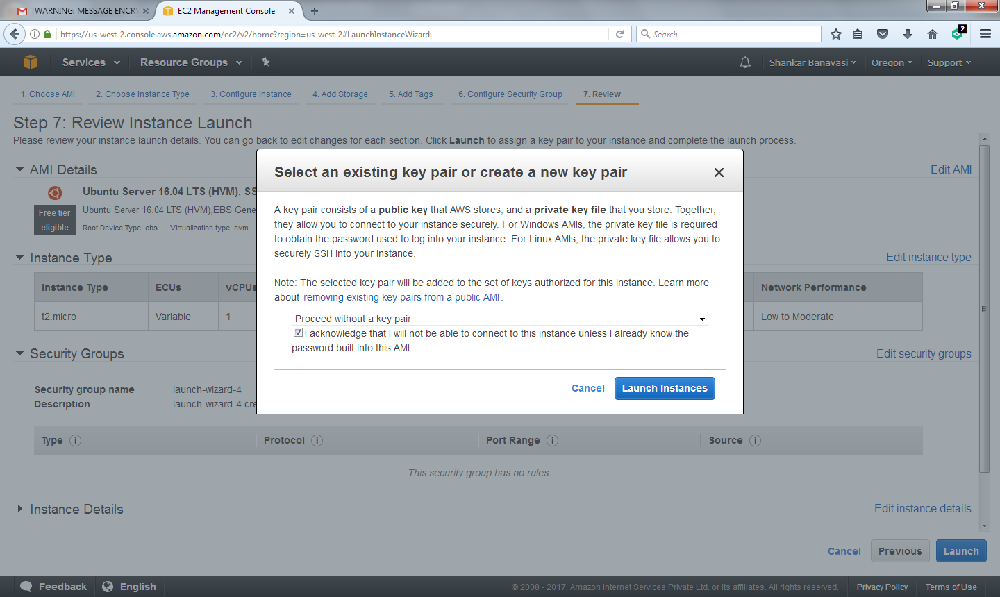 [WARNING: MESSAGE ENCRY
EC2 Management Console
https://us-west-2.console.aws.amazon.com/ec2/v2/home?region=us-west-2#LaunchInstanceWizard:
Search
2
Services
Resource Groups
Shankar Banavasi
Oregon
Support
1. Choose AMI
2. Choose Instance Type
3. Configure Instance
4. Add Storage
5. Add Tags
6. Configure Security Group
7. Review
Step 7: Review Instance Launch
Please review your instance launch details. You can go back to edit changes for each section. Click Launch to assign a key pair to your instance and complete the launch process.
AMI Details
Edit AMI
Ubuntu Server 16.04 LTS (HVM), SS
Free tier
eligible
Ubuntu Server 16.04 LTS (HVM),EBS Gene
Root Device Type: ebs Virtualization type: hvm
Instance Type
Edit instance type
Instance Type
ECUs
vCPUs
Network Performance
t2.micro
Variable
1
Low to Moderate
Security Groups
Edit security groups
Security group name
launch-wizard-4
Description
launch-wizard-4 cre
Type
Protocol
Port Range
Source
This security group has no rules
Instance Details
Edit instance details
Select an existing key pair or create a new key pair
A key pair consists of a public key that AWS stores, and a private key file that you store. Together,
they allow you to connect to your instance securely. For Windows AMIs, the private key file is required
to obtain the password used to log into your instance. For Linux AMIs, the private key file allows you to
securely SSH into your instance.
Note: The selected key pair will be added to the set of keys authorized for this instance. Learn more
about removing existing key pairs from a public AMI.
Proceed without a key pair
I acknowledge that I will not be able to connect to this instance unless I already know the
password built into this AMI.
Cancel
Launch Instances
Cancel
Previous
Launch
Feedback
English
© 2008 - 2017, Amazon Internet Services Private Ltd. or its affiliates. All rights reserved.
Privacy Policy
Terms of Use